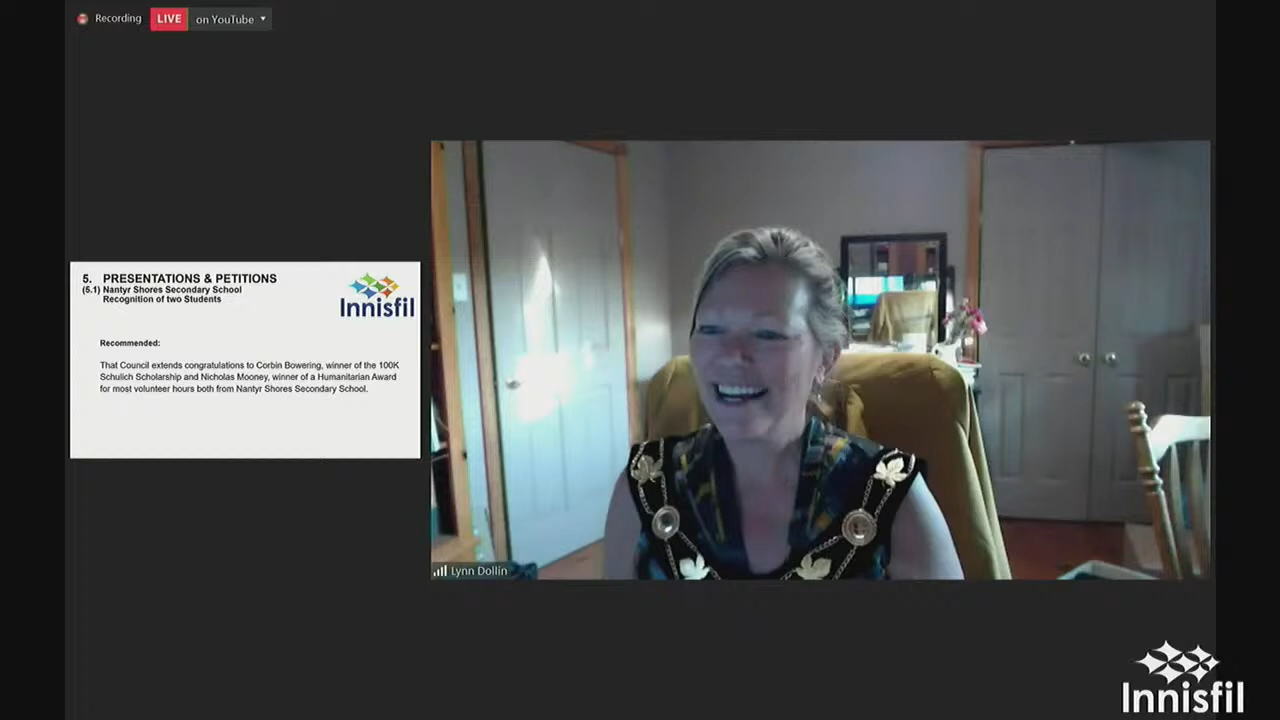 Recording
LIVE on YouTube
5. PRESENTATIONS & PETITIONS
(5.1) Nantyr Shores Secondary School
Recognition of two Students
Innisfil
Recommended:
That Council extends congratulations to Corbin Bowering, winner of the 100K
Schulich Scholarship and Nicholas Mooney, winner of a Humanitarian Award
for most volunteer hours both from Nantyr Shores Secondary School.
Lynn Dollin
Innisfil